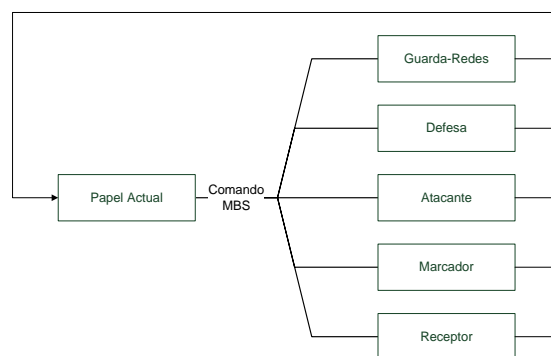 Guarda-Redes
Defesa
Papel Actual
Comando
MBS
Atacante
Marcador
Receptor